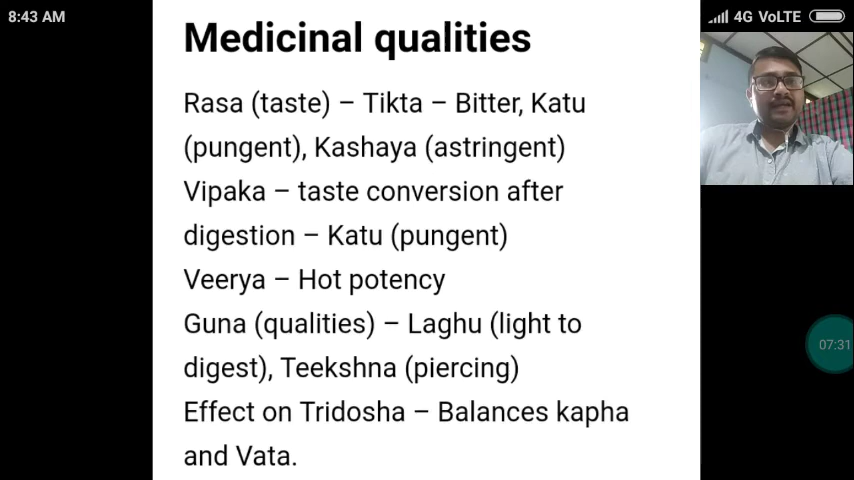 8:43 AM
4G VoLTE
Medicinal qualities
Rasa (taste) – Tikta – Bitter, Katu
(pungent), Kashaya (astringent)
Vipaka – taste conversion after
digestion – Katu (pungent)
Veerya – Hot potency
Guna (qualities) – Laghu (light to
digest), Teekshna (piercing)
07:31
Effect on Tridosha – Balances kapha
and Vata.